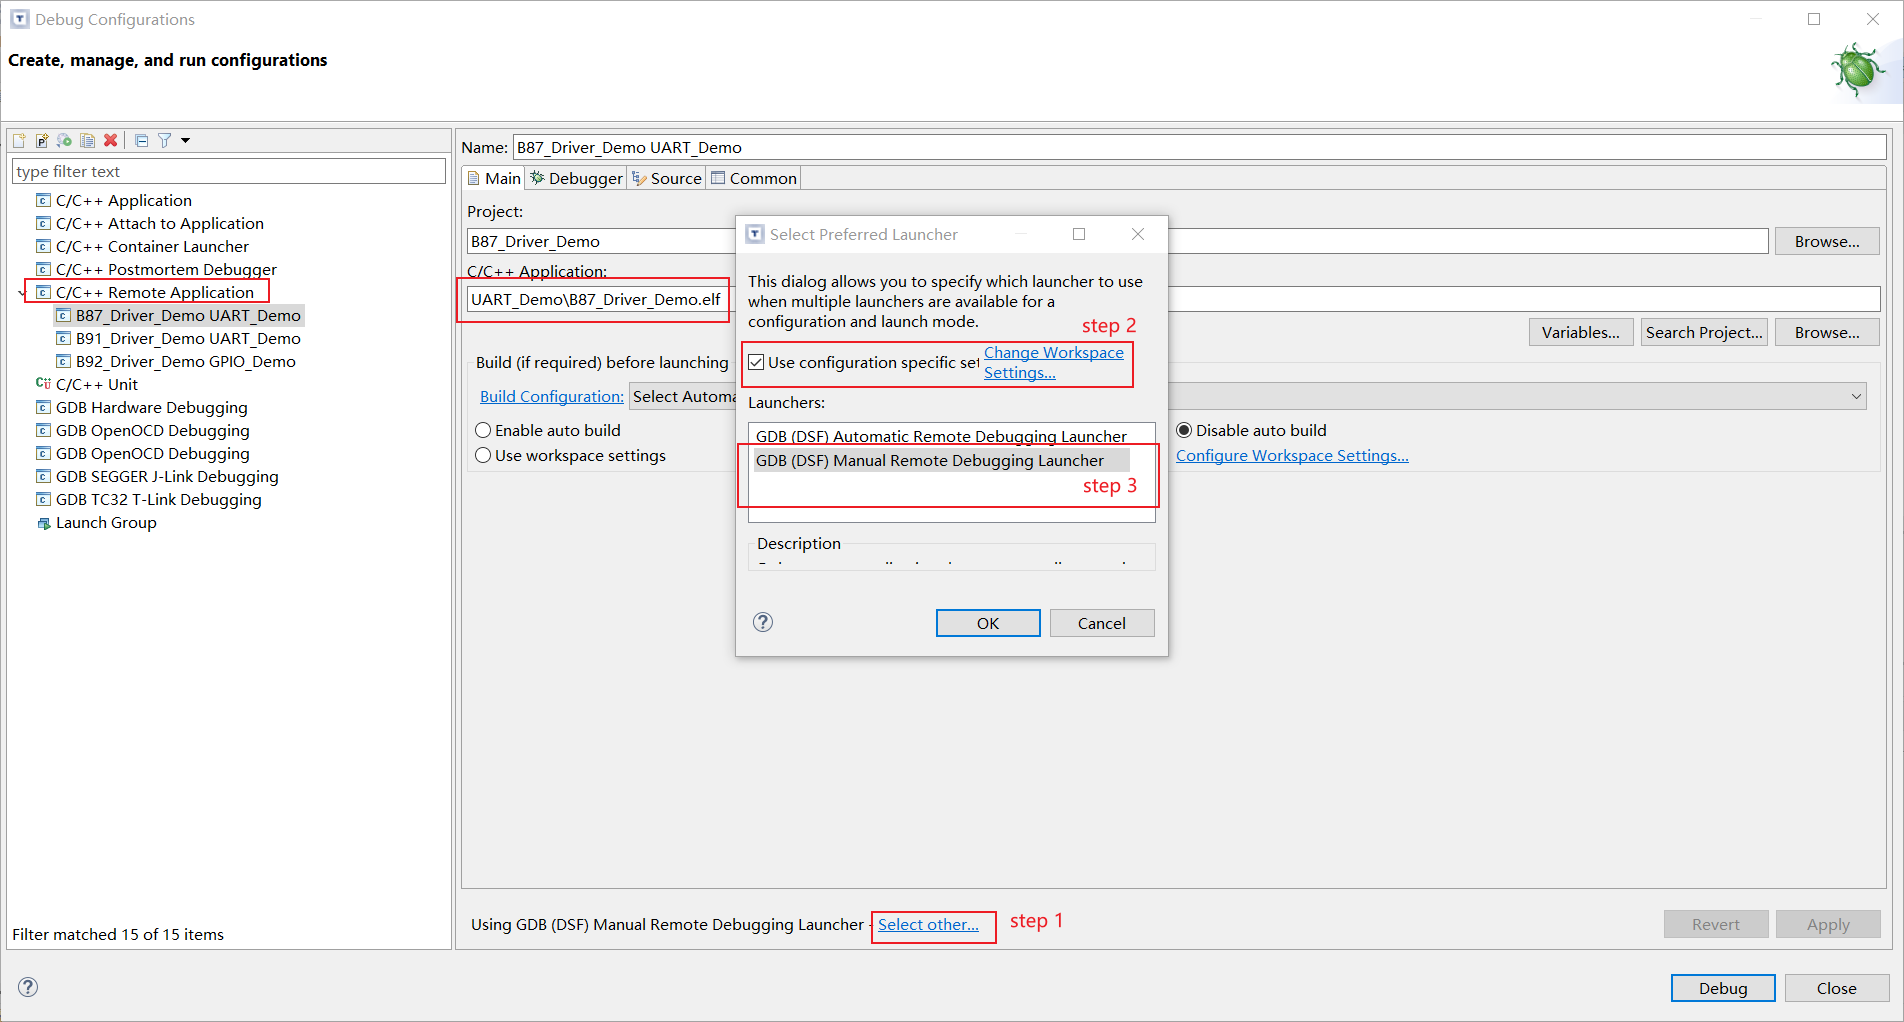 Debug Configurations
Create, manage, and run configurations
type filter text
C/C++ Application
C/C++ Attach to Application
C/C++ Container Launcher
C/C++ Postmortem Debugger
C/C++ Remote Application
B87_Driver_Demo UART_Demo
B91_Driver_Demo UART_Demo
B92_Driver_Demo GPIO_Demo
C/C++ Unit
GDB Hardware Debugging
GDB OpenOCD Debugging
GDB OpenOCD Debugging
GDB SEGGER J-Link Debugging
GDB TC32 T-Link Debugging
Launch Group
Filter matched 15 of 15 items
Name: B87_Driver_Demo UART_Demo
Main Debugger Source Common
Project:
B87_Driver_Demo
Browse...
C/C++ Application:
UART_Demo\B87_Driver_Demo.elf
Variables... Search Project... Browse...
Build (if required) before launching
Build Configuration: Select Automa
Enable auto build
Disable auto build
Use workspace settings
Configure Workspace Settings...
Select Preferred Launcher
This dialog allows you to specify which launcher to use
when multiple launchers are available for a
configuration and launch mode.
step 2
Use configuration specific set
Change Workspace
Settings...
Launchers:
GDB (DSF) Automatic Remote Debugging Launcher
GDB (DSF) Manual Remote Debugging Launcher
step 3
Description
OK Cancel
Using GDB (DSF) Manual Remote Debugging Launcher - Select other...
step 1
Revert Apply
Debug Close